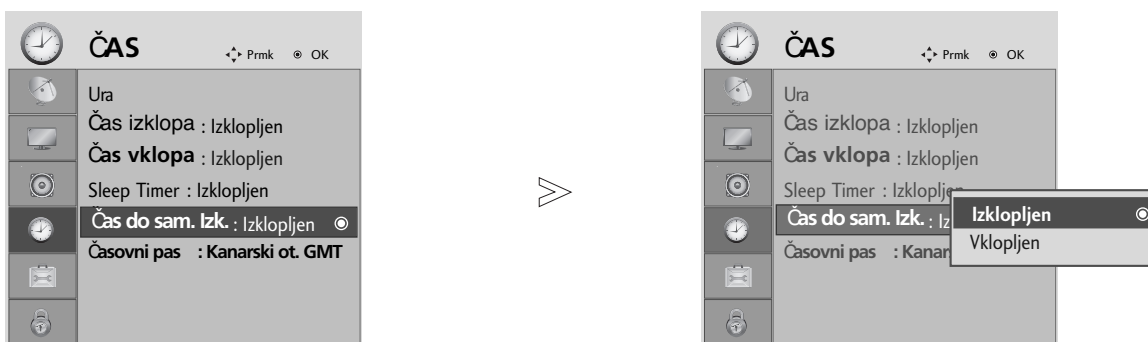 ČAS Prmk OK
Ura
Čas izklopa : Izklopljen
Čas vklopa : Izklopljen
Sleep Timer : Izklopljen
Čas do sam. Izk. : Izklopljen
Časovni pas : Kanarski ot. GMT
ČAS Prmk OK
Ura
Čas izklopa : Izklopljen
Čas vklopa : Izklopljen
Sleep Timer : Izklopljen
Čas do sam. Izk. : Iz
Časovni pas : Kanar
Izklopljen
Vklopljen